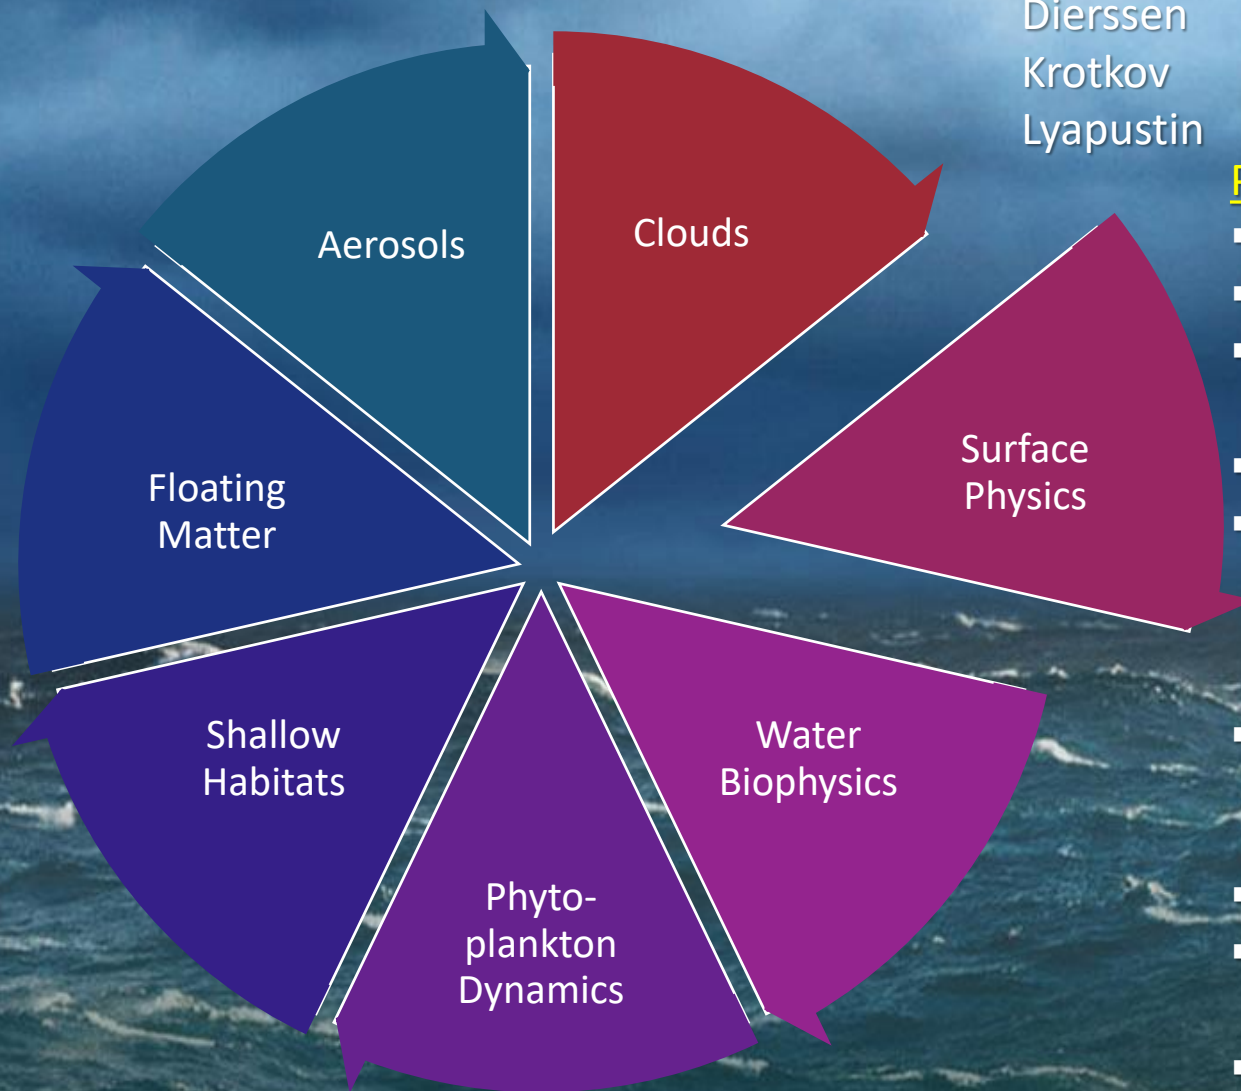 Dierssen
Krotkov
Lyapustin
Aerosols
Clouds
Surface
Physics
Floating
Matter
Shallow
Habitats
Water
Biophysics
Phyto-
plankton
Dynamics